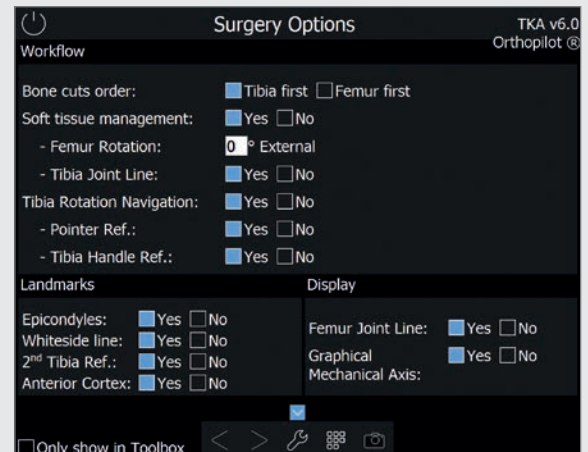 Surgery Options
TKA v6.0
Orthopilot ®
Workflow
Bone cuts order: Tibia first Femur first
Soft tissue management: Yes No
- Femur Rotation: 0 ° External
- Tibia Joint Line: Yes No
Tibia Rotation Navigation: Yes No
- Pointer Ref.: Yes No
- Tibia Handle Ref.: Yes No
Landmarks
Epicondyles: Yes No
Whiteside line: Yes No
2nd Tibia Ref.: Yes No
Anterior Cortex: Yes No
Display
Femur Joint Line: Yes No
Graphical Yes No
Mechanical Axis:
Only show in Toolbox